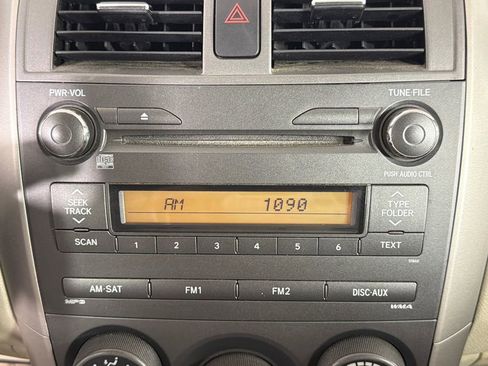 PWR·VOL TUNE·FILE
PUSH AUDIO CTRL
SEEK TRACK AM 1090 TYPE FOLDER
SCAN 1 2 3 4 5 6 TEXT
AM·SAT FM1 FM2 DISC·AUX
MP3 WMA